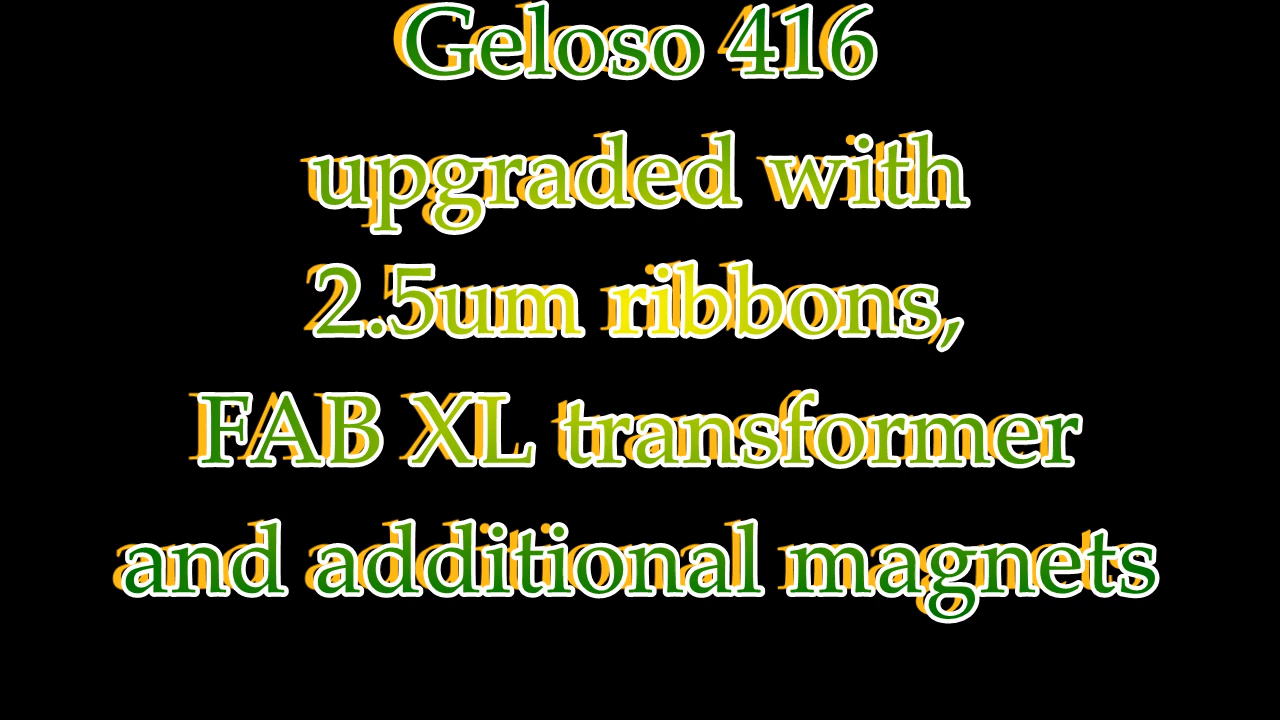 Geloso 416
upgraded with
2.5um ribbons,
FAB XL transformer
and additional magnets